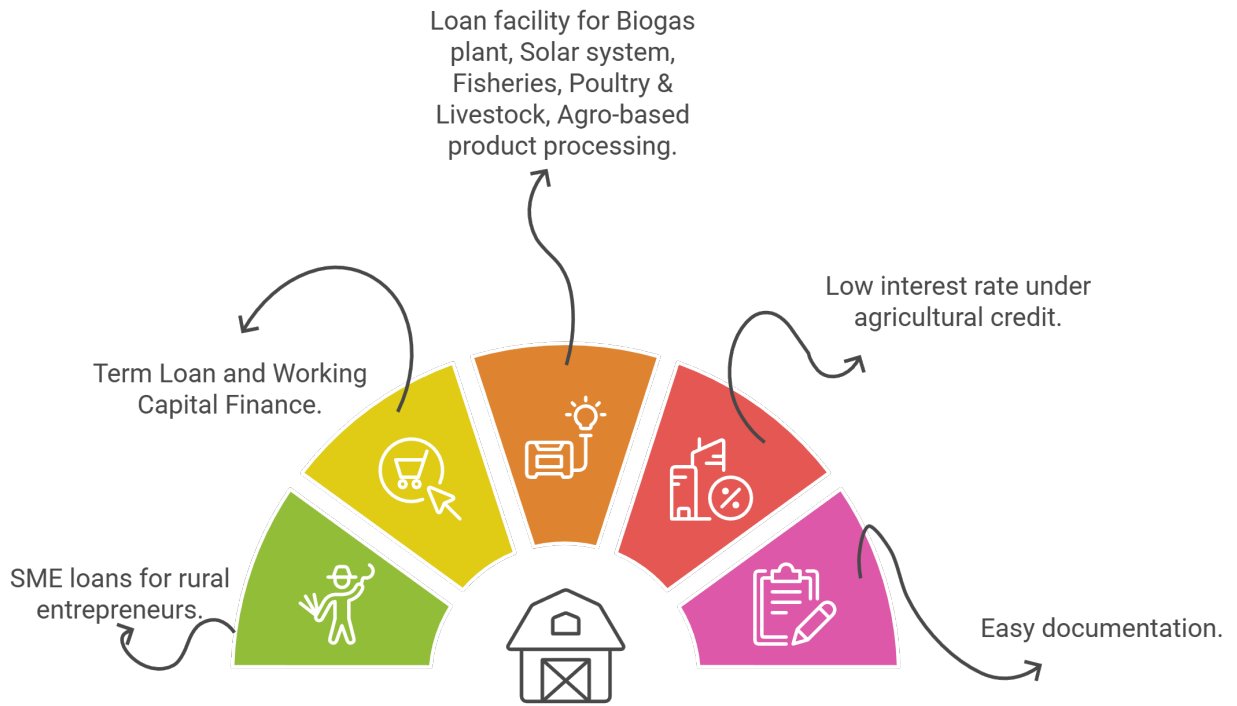 Loan facility for Biogas
plant, Solar system,
Fisheries, Poultry &
Livestock, Agro-based
product processing.
Low interest rate under
agricultural credit.
Term Loan and Working
Capital Finance.
SME loans for rural
entrepreneurs.
Easy documentation.